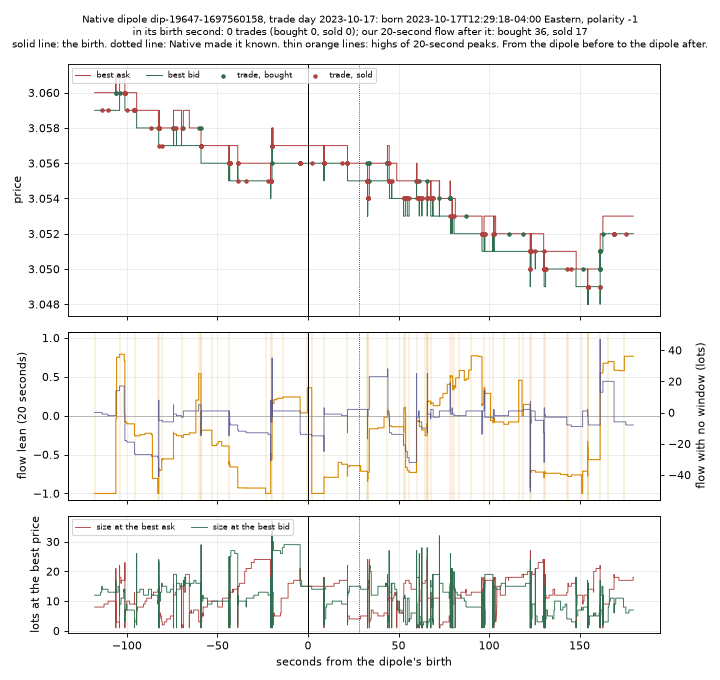 Native dipole dip-19647-1697560158, trade day 2023-10-17: born 2023-10-17T12:29:18-04:00 Eastern, polarity -1
in its birth second: 0 trades (bought 0, sold 0); our 20-second flow after it: bought 36, sold 17
solid line: the birth. dotted line: Native made it known. thin orange lines: highs of 20-second peaks. From the dipole before to the dipole after.
best ask
best bid
trade, bought
trade, sold
3.060
3.058
3.056
3.054
3.052
3.050
3.048
price
1.0
0.5
0.0
−0.5
−1.0
flow lean (20 seconds)
40
20
0
−20
−40
flow with no window (lots)
size at the best ask
size at the best bid
30
20
10
0
lots at the best price
−100
−50
0
50
100
150
seconds from the dipole's birth